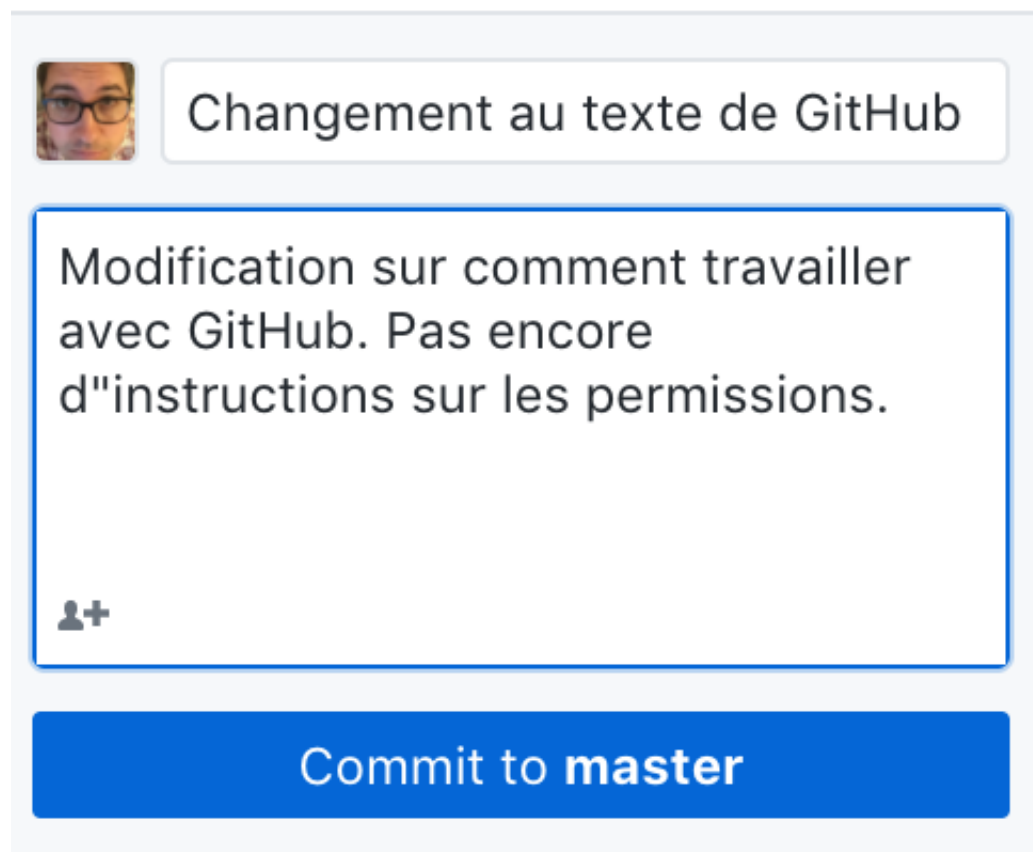 Changement au texte de GitHub
Modification sur comment travailler
avec GitHub. Pas encore
d"instructions sur les permissions.
Commit to master